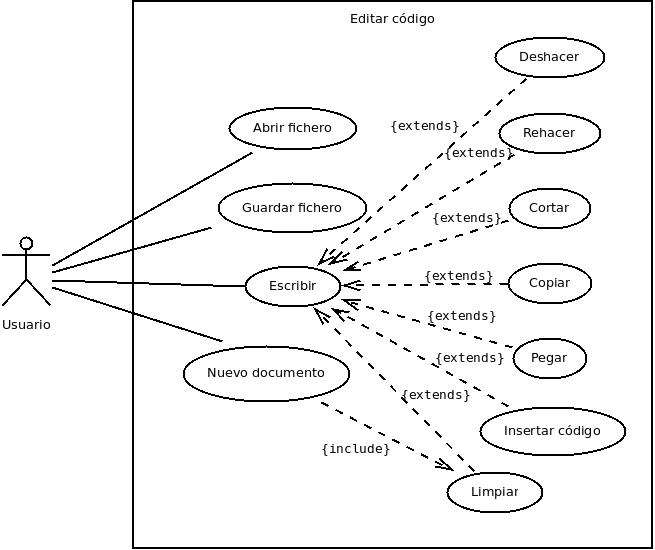 Editar código
Deshacer
{extends}
Abrir fichero
Rehacer
{extends}
Guardar fichero
Cortar
{extends}
Escribir
Copiar
{extends}
Usuario
{extends}
Pegar
{extends}
Nuevo documento
{extends}
Insertar código
{include}
Limpiar